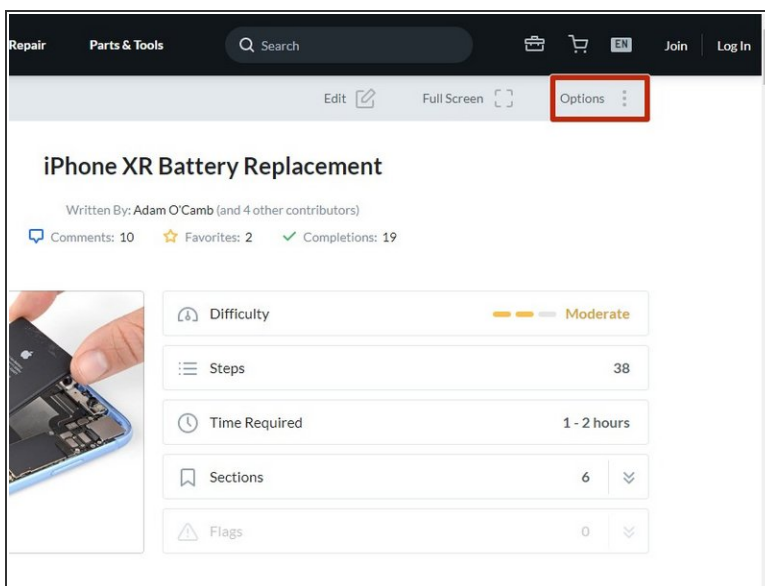 Repair Parts & Tools Search EN Join Log In
Edit Full Screen Options
iPhone XR Battery Replacement
Written By: Adam O'Camb (and 4 other contributors)
Comments: 10 Favorites: 2 Completions: 19
Difficulty Moderate
Steps 38
Time Required 1 - 2 hours
Sections 6
Flags 0